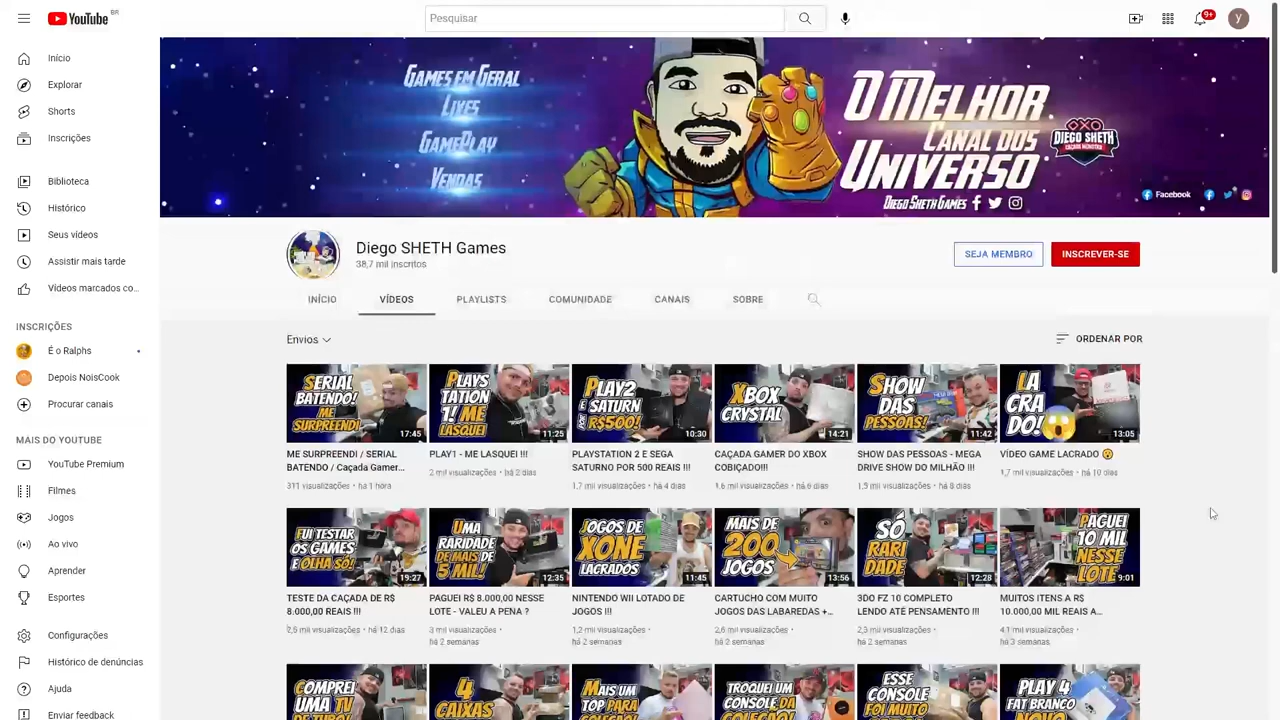 YouTube BR
Pesquisar
9+
y
Início
Explorar
Shorts
Inscrições
Biblioteca
Histórico
Seus vídeos
Assistir mais tarde
Vídeos marcados co...
INSCRIÇÕES
É o Ralphs
Depois NoisCook
Procurar canais
MAIS DO YOUTUBE
YouTube Premium
Filmes
Jogos
Ao vivo
Aprender
Esportes
Configurações
Histórico de denúncias
Ajuda
Enviar feedback
GAMES EM GERAL
LIVES
GAMEPLAY
VENDAS
O MELHOR
CANAL DOS
UNIVERSO
DIEGO SHETH GAMES
DIEGO SHETH
Facebook
Diego SHETH Games
38,7 mil inscritos
SEJA MEMBRO
INSCREVER-SE
INÍCIO
VÍDEOS
PLAYLISTS
COMUNIDADE
CANAIS
SOBRE
Envios
ORDENAR POR
SERIAL
BATENDO!
ME
SURPREENDI
17:45
PLAYS
TATION
1! ME
LASQUEI
11:25
PLAY2
E SATURN
POR R$500!
10:30
XBOX
CRYSTAL
14:21
SHOW
DAS
PESSOAS!
11:42
LA
CRA
DO!
13:05
ME SURPREENDI / SERIAL
BATENDO / Caçada Gamer...
311 visualizações • há 1 hora
PLAY1 - ME LASQUEI !!!
2 mil visualizações • há 2 dias
PLAYSTATION 2 E SEGA
SATURNO POR 500 REAIS !!!
1,7 mil visualizações • há 4 dias
CAÇADA GAMER DO XBOX
COBIÇADO!!!
1,6 mil visualizações • há 6 dias
SHOW DAS PESSOAS - MEGA
DRIVE SHOW DO MILHÃO !!!
1,9 mil visualizações • há 8 dias
VÍDEO GAME LACRADO 😮
1,7 mil visualizações • há 10 dias
FUI TESTAR
OS GAMES
E OLHA SÓ!
19:27
UMA
RARIDADE
DE MAIS DE
5 MIL!
12:35
JOGOS DE
XONE
LACRADOS
11:45
MAIS DE
200
JOGOS
13:56
SÓ
RARI
DADE
12:28
PAGUEI
10 MIL
NESSE
LOTE
9:01
TESTE DA CAÇADA DE R$
8.000,00 REAIS !!!
2,5 mil visualizações • há 12 dias
PAGUEI R$ 8.000,00 NESSE
LOTE - VALEU A PENA ?
3 mil visualizações •
há 2 semanas
NINTENDO WII LOTADO DE
JOGOS !!!
1,2 mil visualizações •
há 2 semanas
CARTUCHO COM MUITO
JOGOS DAS LABAREDAS +...
2,6 mil visualizações •
há 2 semanas
3DO FZ 10 COMPLETO
LENDO ATÉ PENSAMENTO !!!
2,3 mil visualizações •
há 2 semanas
MUITOS ITENS A R$
10.000,00 MIL REAIS A...
4,1 mil visualizações •
há 3 semanas
COMPREI
UMA TV
DE TUBO!
4
CAIXAS
MAIS UM
TOP PARA
COLEÇÃO!
TROQUEI UM
CONSOLE DA
COLEÇÃO!
ESSE
CONSOLE
FOI MUITO
PLAY 4
FAT BRANCO
NOVO